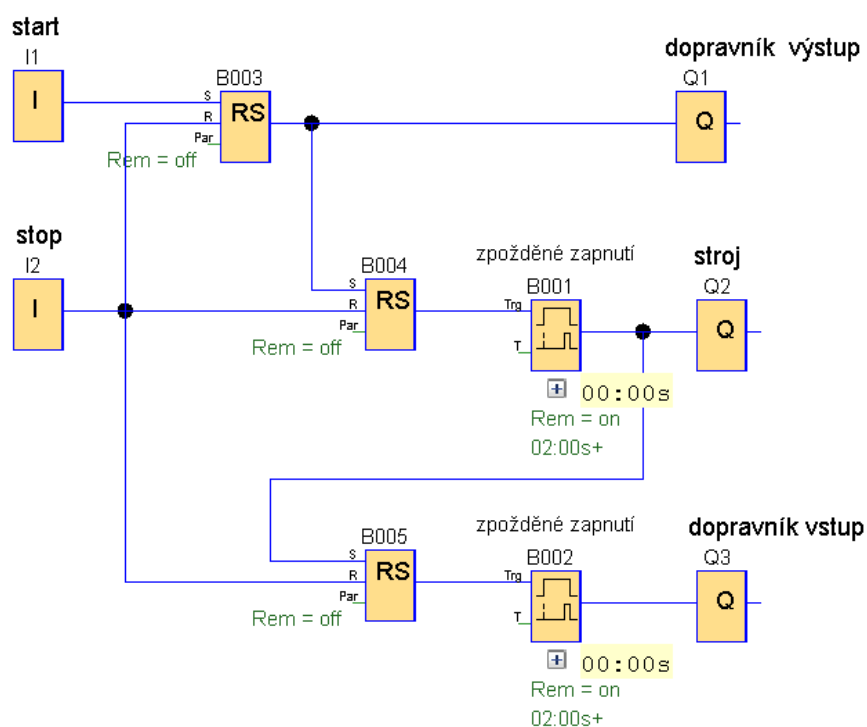 start
I1
I
B003
S
R
Par
RS
Rem = off
dopravník výstup
Q1
Q
stop
I2
I
B004
S
R
Par
RS
Rem = off
zpožděné zapnutí
B001
Trg
T
00:00s
Rem = on
02:00s+
stroj
Q2
Q
B005
S
R
Par
RS
Rem = off
zpožděné zapnutí
B002
Trg
T
00:00s
Rem = on
02:00s+
dopravník vstup
Q3
Q